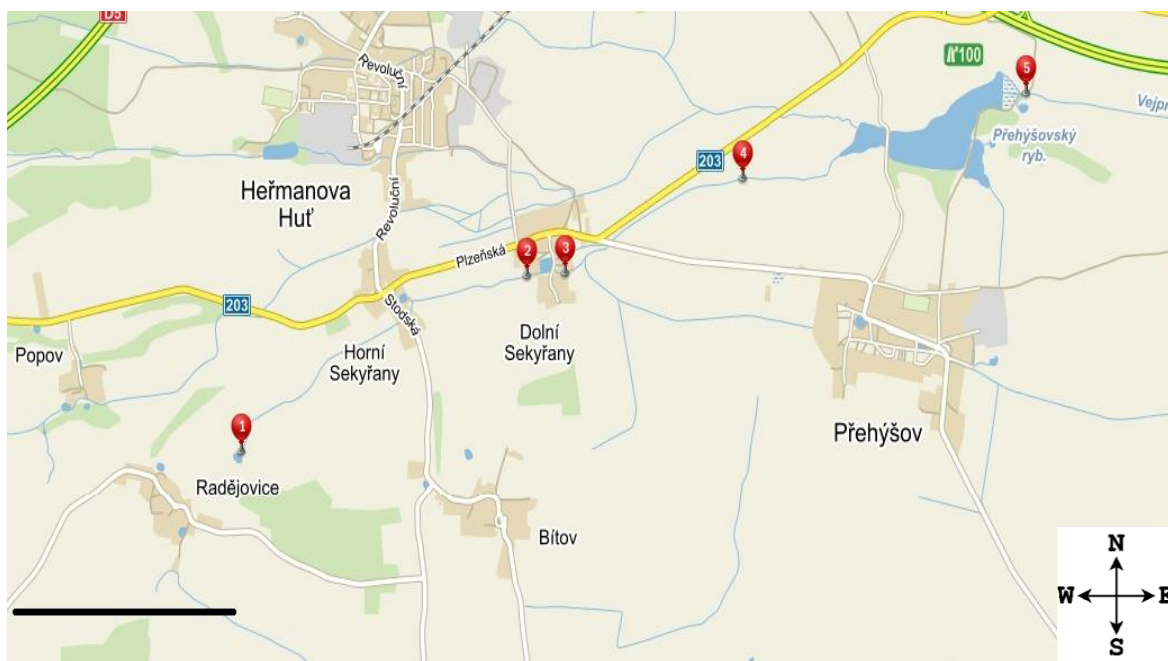 D5
Revoluční
100
5
Vejpr
Přehýšovský
ryb.
4
203
Heřmanova
Huť
Revoluční
Plzeňská
2
3
203
Stodská
Dolní
Sekyřany
Popov
Horní
Sekyřany
1
Přehýšov
Radějovice
Bítov
N
W
E
S